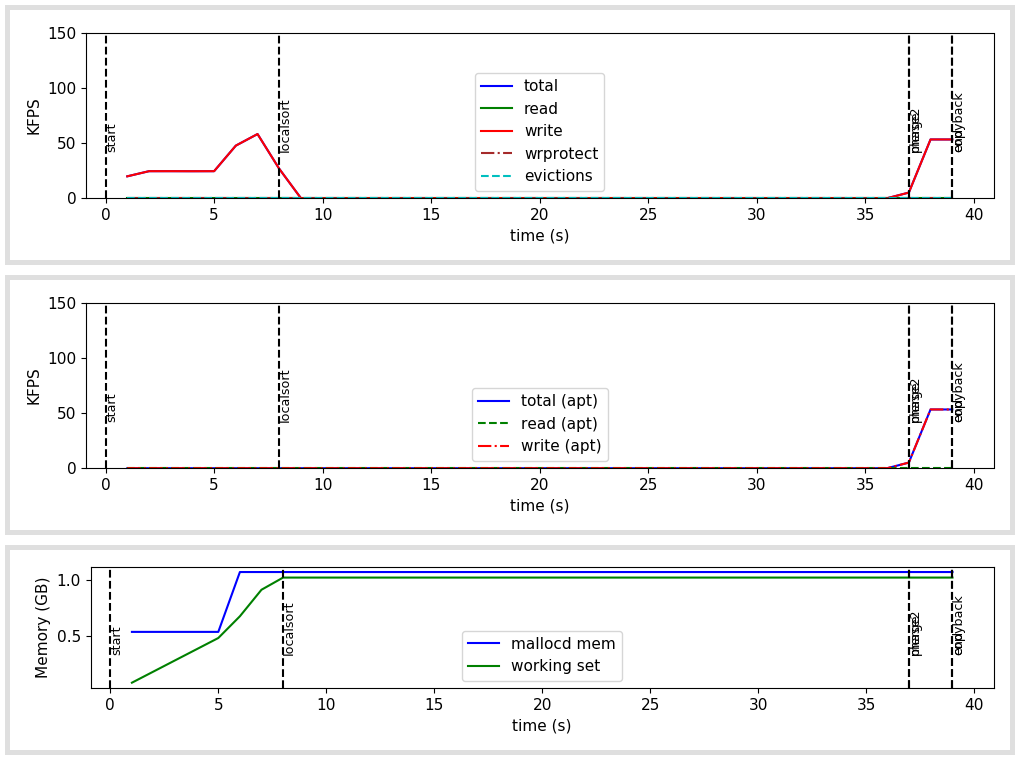 150
100
50
0
KFPS
start
localsort
copyback
total
read
write
wrprotect
evictions
0 5 10 15 20 25 30 35 40
time (s)
150
100
50
0
KFPS
start
localsort
copyback
total (apt)
read (apt)
write (apt)
0 5 10 15 20 25 30 35 40
time (s)
1.0
0.5
Memory (GB)
start
localsort
copyback
mallocd mem
working set
0 5 10 15 20 25 30 35 40
time (s)